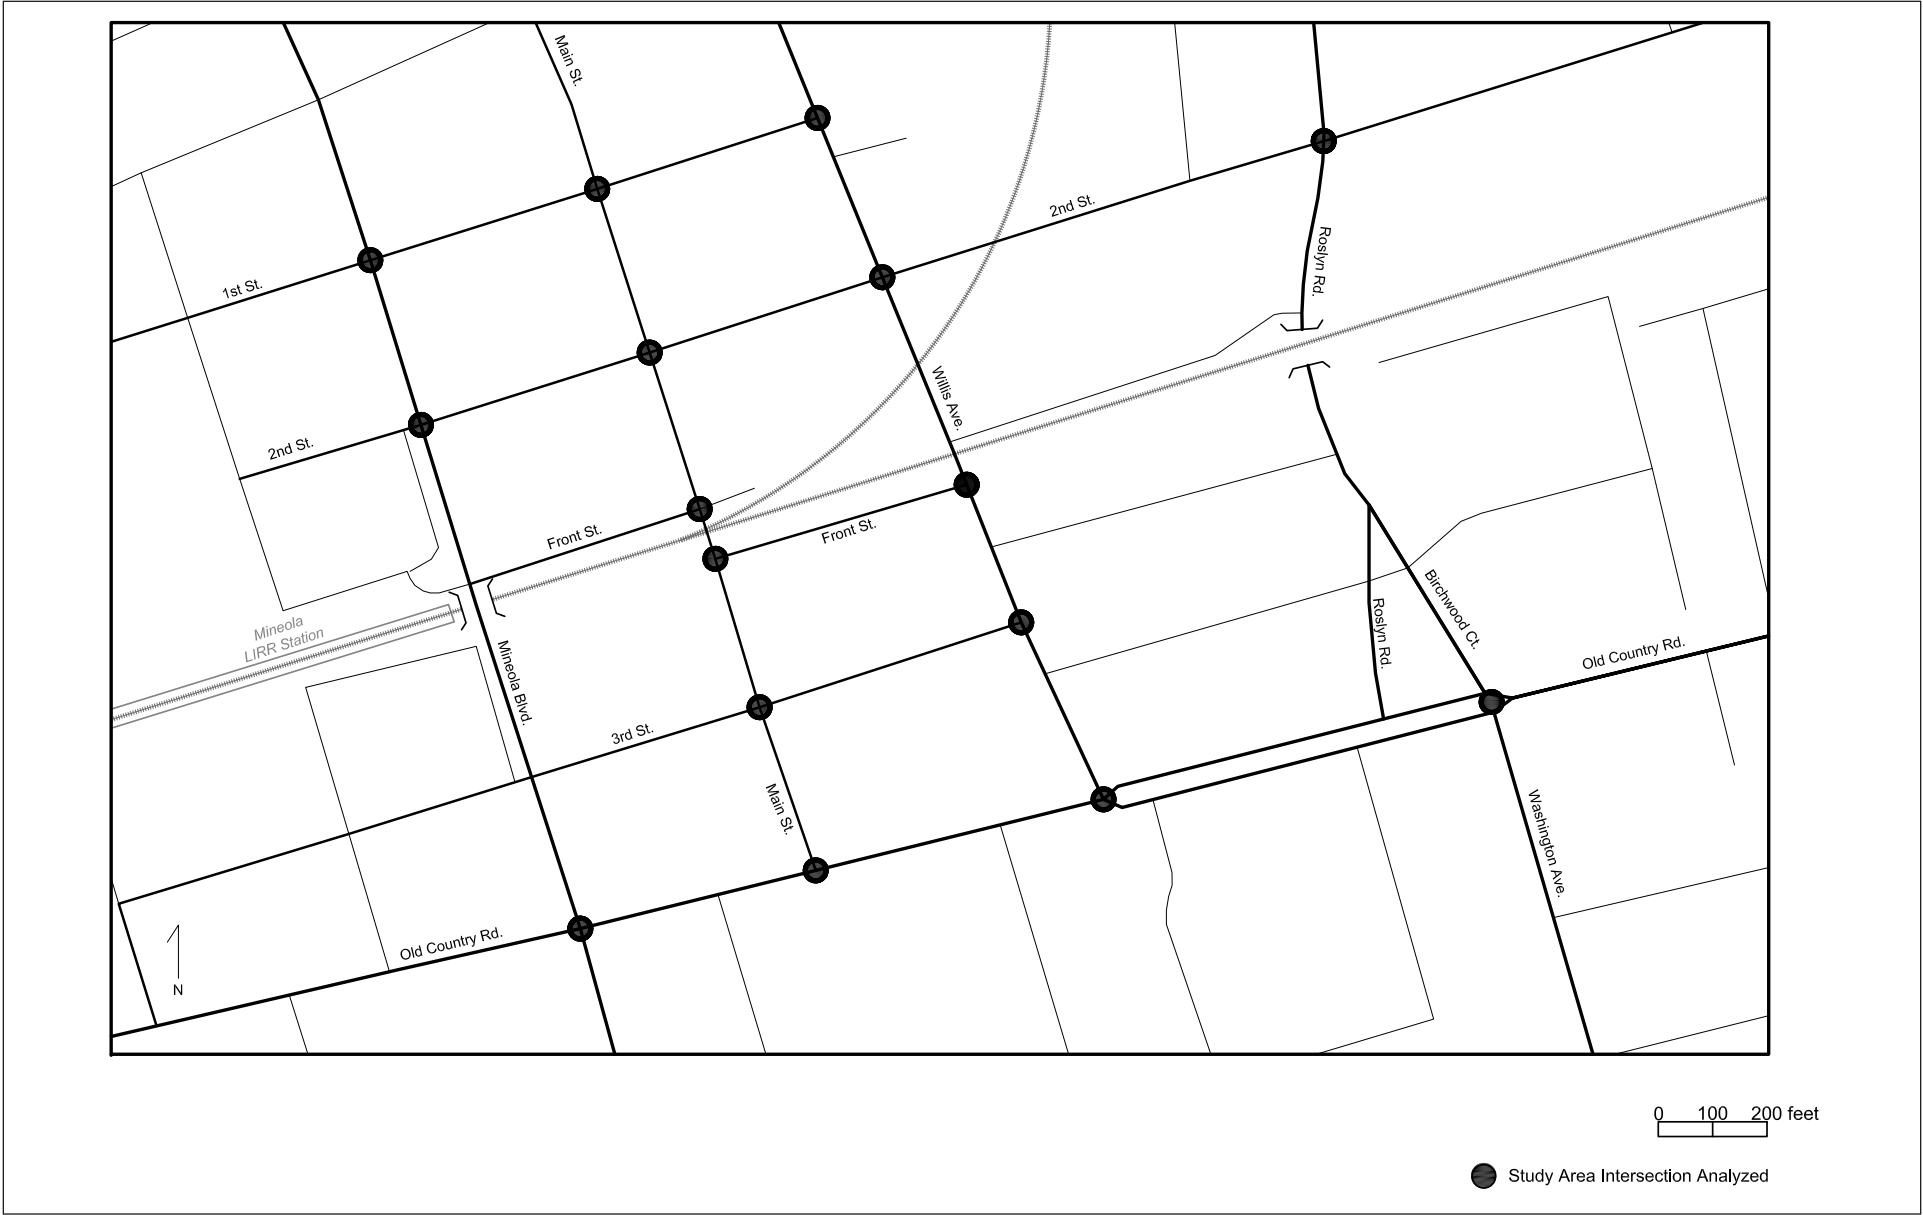 Main St.
2nd St.
Roslyn Rd.
1st St.
Willis Ave.
2nd St.
Front St.
Front St.
Mineola
LIRR Station
Birchwood Ct.
Roslyn Rd.
Mineola Blvd.
Old Country Rd.
3rd St.
Main St.
Washington Ave.
Old Country Rd.
N
0 100 200 feet
Study Area Intersection Analyzed